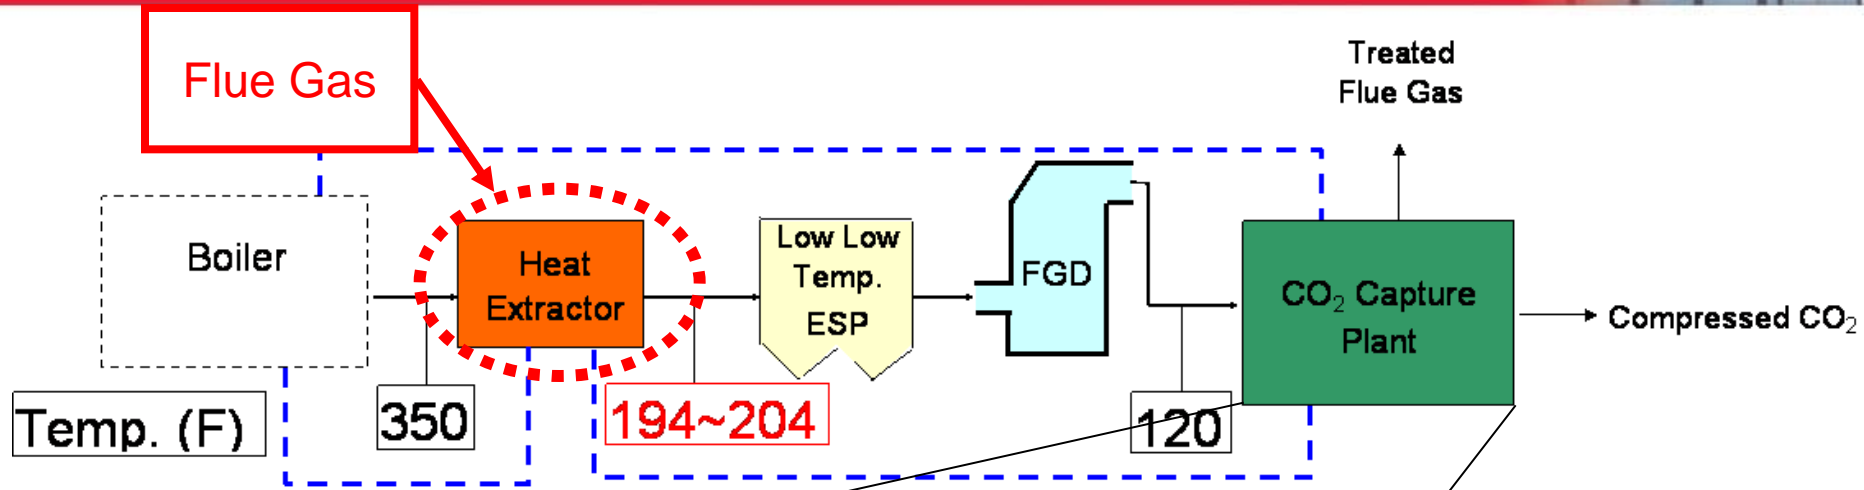 Flue Gas
Treated
Flue Gas
Boiler
Heat
Extractor
Low Low
Temp.
ESP
FGD
CO₂ Capture
Plant
Compressed CO₂
Temp. (F)
350
194~204
120